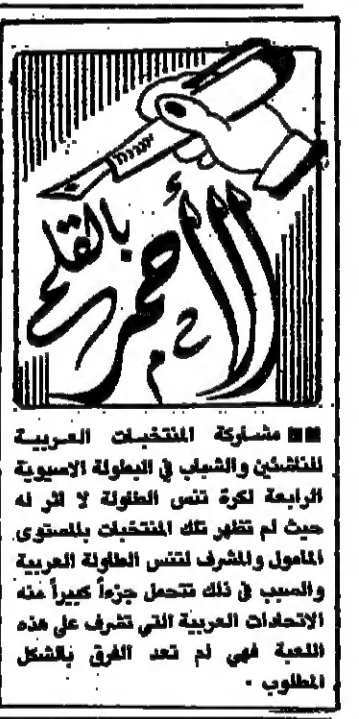 بالقلم
الأحمر
مشاركة المنتخبات العربية
للناشئين والشباب في البطولة الاسيوية
الرابعة لكرة تنس الطاولة لا اثر له
حيث لم تظهر تلك المنتخبات بالمستوى
المأمول والمشرف لتنس الطاولة العربية
والسبب في ذلك تتحمل جزءاً كبيراً منه
الاتحادات العربية التي تشرف على هذه
اللعبة فهي لم تعد الفرق بالشكل
المطلوب .